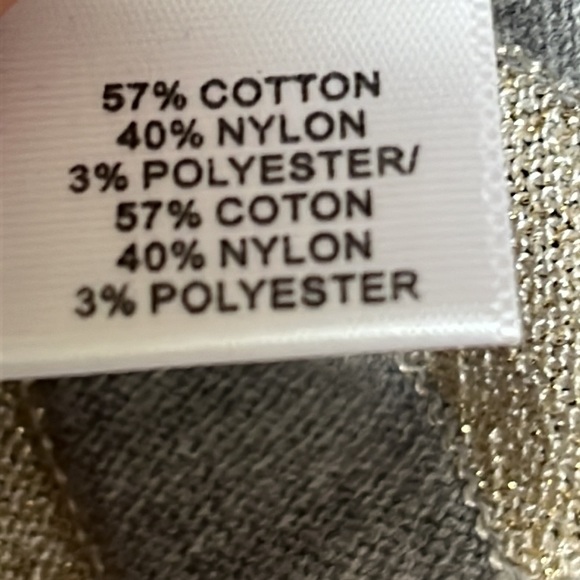 57% COTTON
40% NYLON
3% POLYESTER/
57% COTON
40% NYLON
3% POLYESTER